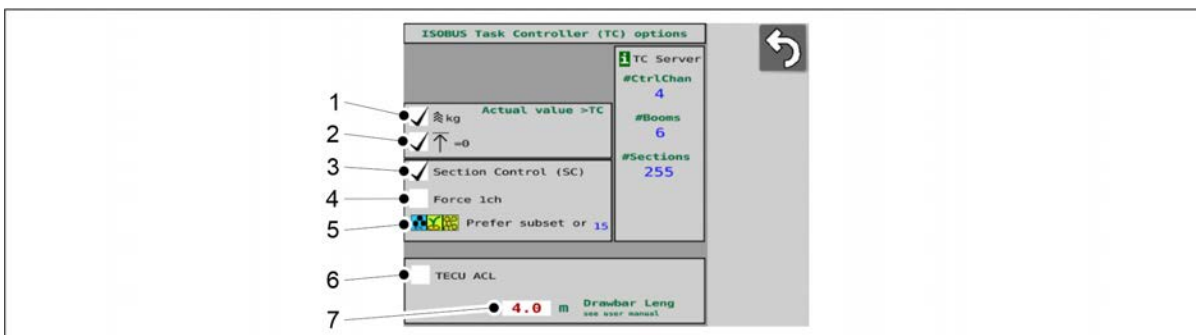 ISOBUS Task Controller (TC) options
i TC Server
#CtrlChan
4
#Booms
6
#Sections
255
1
Actual value >TC
kg
2
=0
3
Section Control (SC)
4
Force 1ch
5
Prefer subset or 15
6
TECU ACL
7
4.0 m Drawbar Leng
see user manual